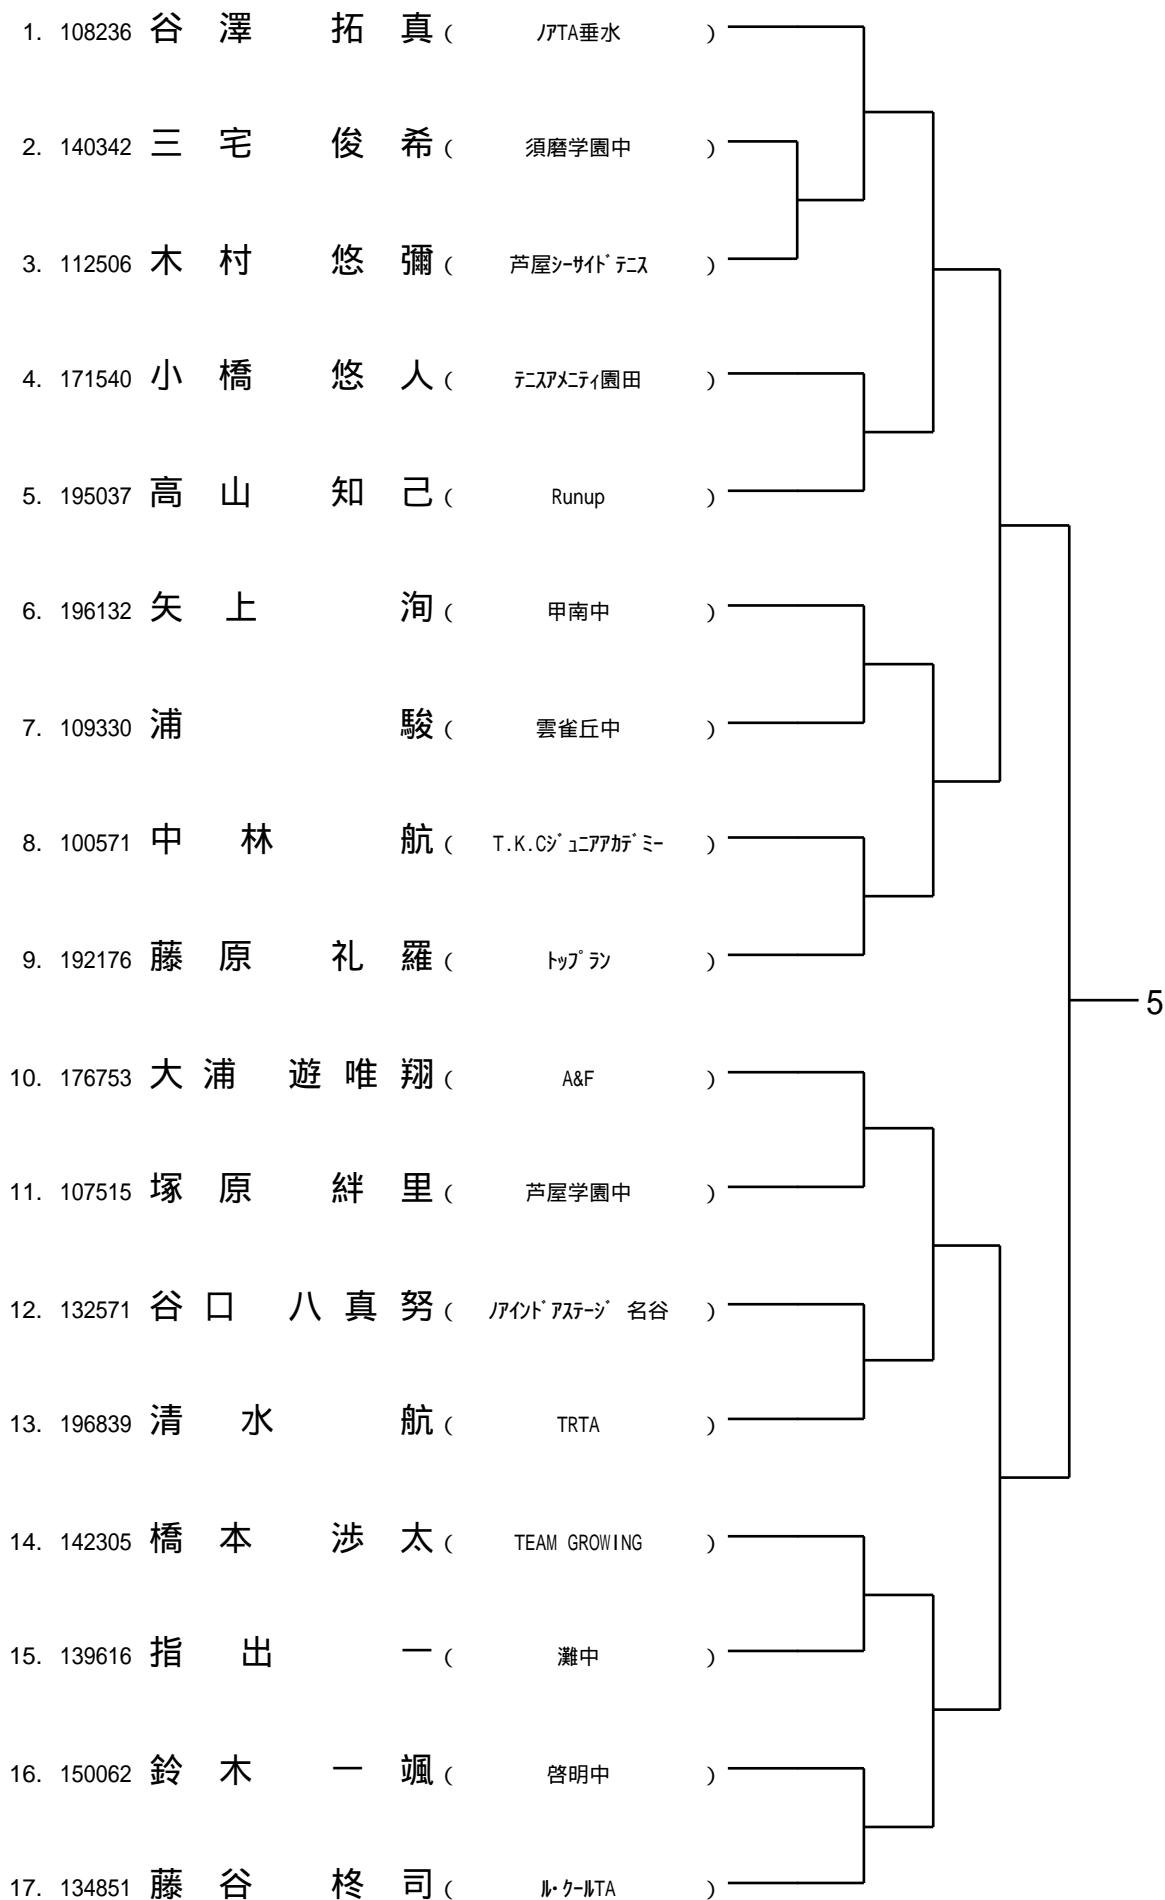 1. 108236 谷澤 拓真 ( ﾉｱTA垂水 )
2. 140342 三宅 俊希 ( 須磨学園中 )
3. 112506 木村 悠彌 ( 芦屋ｼｰｻｲﾄﾞﾃﾆｽ )
4. 171540 小橋 悠人 ( ﾃﾆｽｱﾒﾆﾃｨ園田 )
5. 195037 高山 知己 ( Runup )
6. 196132 矢上 洵 ( 甲南中 )
7. 109330 浦 駿 ( 雲雀丘中 )
8. 100571 中林 航 ( T.K.Cｼﾞｭﾆｱｱｶﾃﾞﾐｰ )
9. 192176 藤原 礼羅 ( ﾄｯﾌﾟﾗﾝ )
5
10. 176753 大浦 遊唯翔 ( A&F )
11. 107515 塚原 絆里 ( 芦屋学園中 )
12. 132571 谷口 八真努 ( ﾉｱｲﾝﾄﾞｱｽﾃｰｼﾞ 名谷 )
13. 196839 清水 航 ( TRTA )
14. 142305 橋本 渉太 ( TEAM GROWING )
15. 139616 指出 一 ( 灘中 )
16. 150062 鈴木 一颯 ( 啓明中 )
17. 134851 藤谷 柊司 ( ﾙ･ｸｰﾙTA )